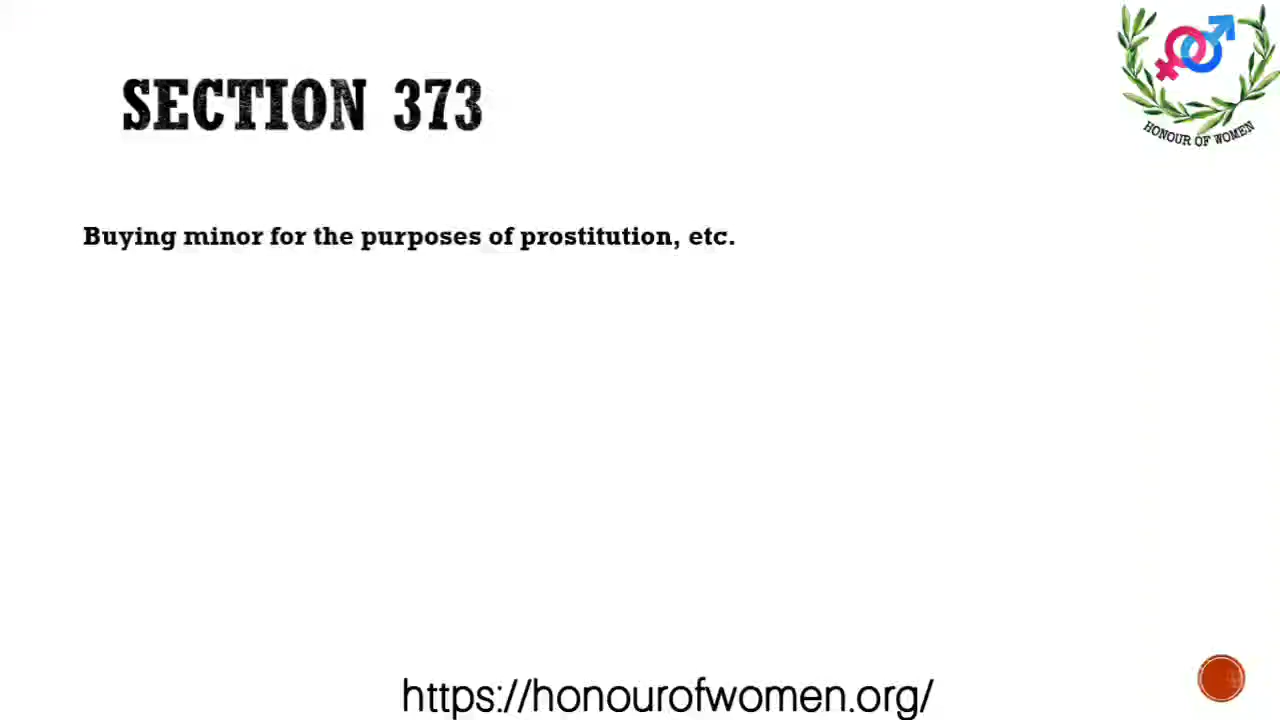 SECTION 373
HONOUR OF WOMEN
Buying minor for the purposes of prostitution, etc.
https://honourofwomen.org/